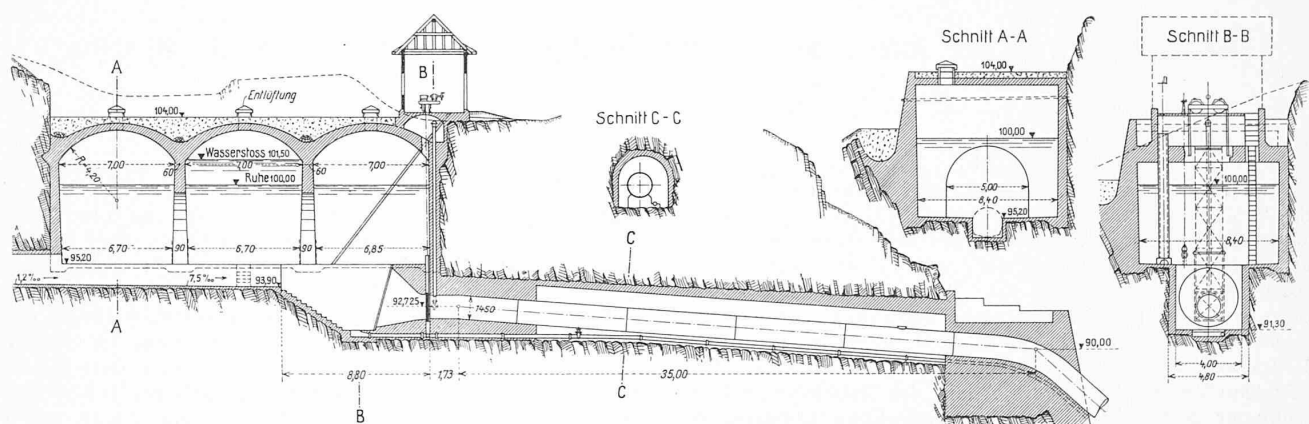 A
Entlüftung
B
104,00
7,00
7,00
7,00
R=4,20
60
60
Wasserstoss 101,50
Ruhe 100,00
6,70
90
6,70
90
6,85
95,20
1,2‰
7,5‰
93,90
92,725
1450
A
8,80
1,73
35,00
B
C
C
90,00
Schnitt C-C
Schnitt A-A
104,00
100,00
5,00
8,40
95,20
Schnitt B-B
100,00
8,40
91,30
4,00
4,80